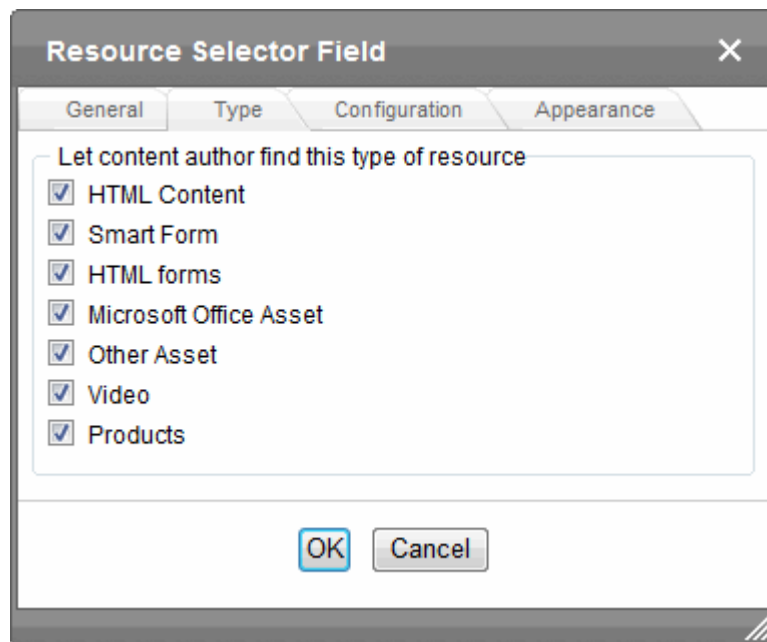 Resource Selector Field
General Type Configuration Appearance
Let content author find this type of resource
HTML Content
Smart Form
HTML forms
Microsoft Office Asset
Other Asset
Video
Products
OK Cancel